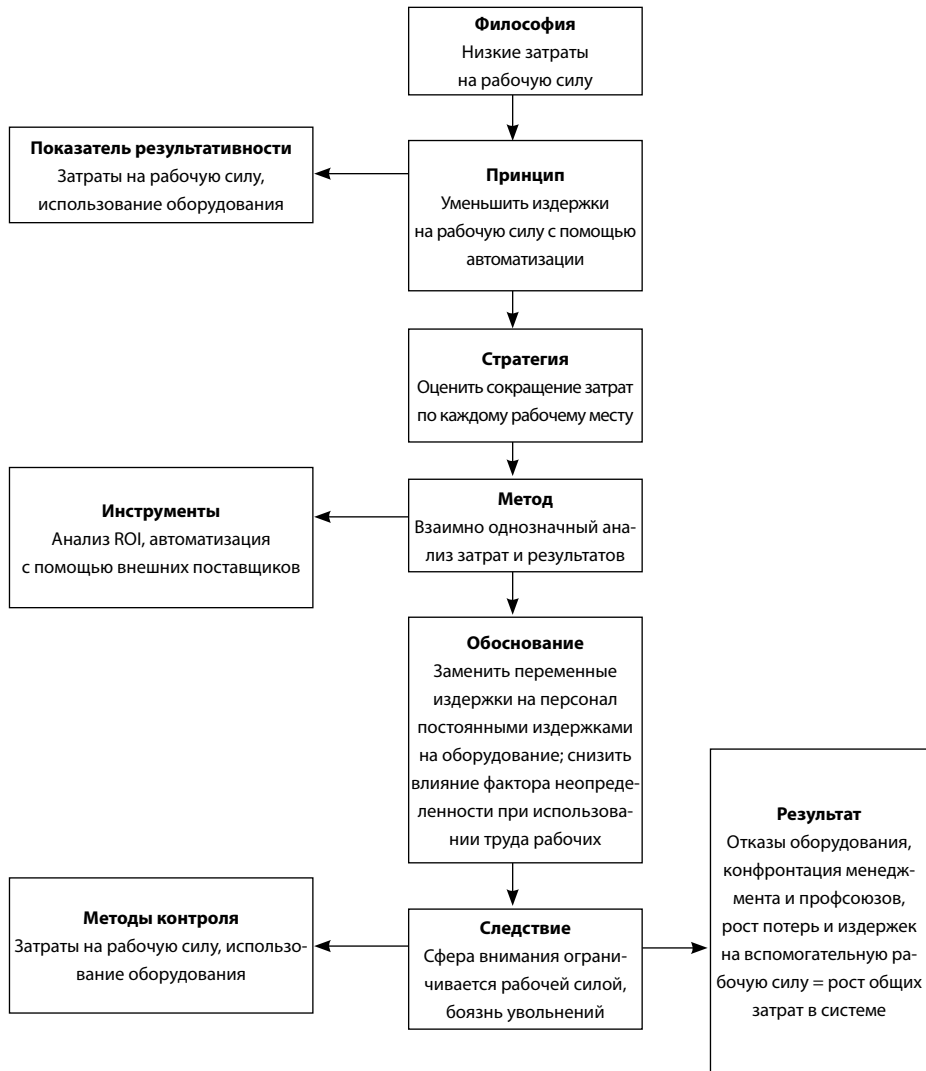 Философия
Низкие затраты
на рабочую силу
Показатель результативности
Затраты на рабочую силу,
использование оборудования
Принцип
Уменьшить издержки
на рабочую силу с помощью
автоматизации
Стратегия
Оценить сокращение затрат
по каждому рабочему месту
Инструменты
Анализ ROI, автоматизация
с помощью внешних поставщиков
Метод
Взаимно однозначный ана-
лиз затрат и результатов
Обоснование
Заменить переменные
издержки на персонал
постоянными издержками
на оборудование; снизить
влияние фактора неопреде-
ленности при использова-
нии труда рабочих
Методы контроля
Затраты на рабочую силу, использо-
вание оборудования
Следствие
Сфера внимания ограни-
чивается рабочей силой,
боязнь увольнений
Результат
Отказы оборудования,
конфронтация менедж-
мента и профсоюзов,
рост потерь и издержек
на вспомогательную ра-
бочую силу = рост общих
затрат в системе